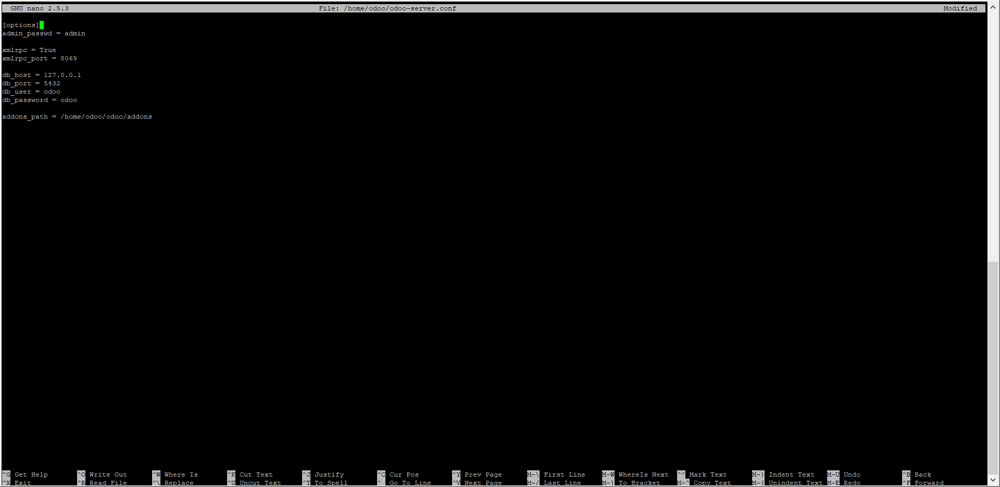 GNU nano 2.5.3 File: /home/odoo/odoo-server.conf Modified
[options]
admin_passwd = admin
xmlrpc = True
xmlrpc_port = 8069
db_host = 127.0.0.1
db_port = 5432
db_user = odoo
db_password = odoo
addons_path = /home/odoo/odoo/addons
^G Get Help ^O Write Out ^W Where Is ^K Cut Text ^J Justify ^C Cur Pos ^Y Prev Page M-\ First Line M-W WhereIs Next ^^ Mark Text M-} Indent Text M-U Undo ^B Back
^X Exit ^R Read File ^\ Replace ^U Uncut Text ^T To Spell ^_ Go To Line ^V Next Page M-/ Last Line M-] To Bracket M-^ Copy Text M-{ Unindent Text M-E Redo ^F Forward